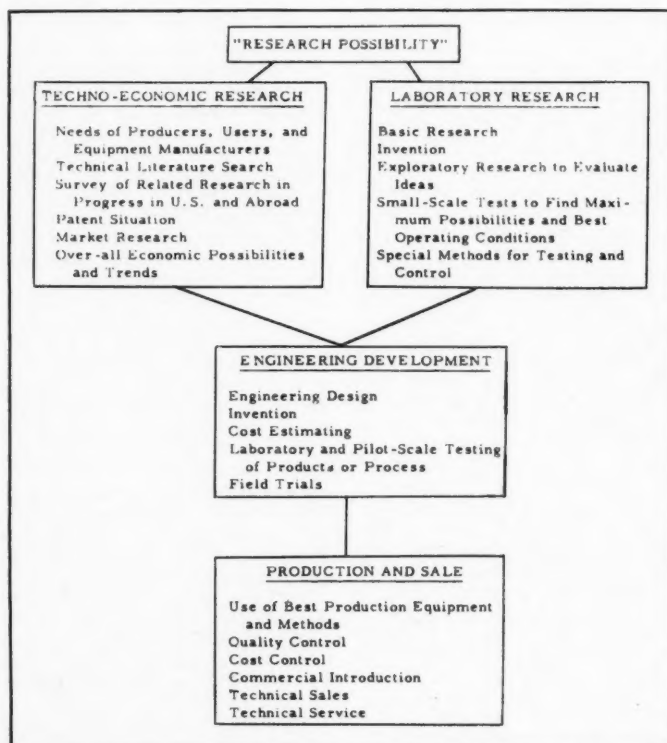 "RESEARCH POSSIBILITY"
TECHNO-ECONOMIC RESEARCH
Needs of Producers, Users, and
Equipment Manufacturers
Technical Literature Search
Survey of Related Research in
Progress in U.S. and Abroad
Patent Situation
Market Research
Over-all Economic Possibilities
and Trends
LABORATORY RESEARCH
Basic Research
Invention
Exploratory Research to Evaluate
Ideas
Small-Scale Tests to Find Maxi-
mum Possibilities and Best
Operating Conditions
Special Methods for Testing and
Control
ENGINEERING DEVELOPMENT
Engineering Design
Invention
Cost Estimating
Laboratory and Pilot-Scale Testing
of Products or Process
Field Trials
PRODUCTION AND SALE
Use of Best Production Equipment
and Methods
Quality Control
Cost Control
Commercial Introduction
Technical Sales
Technical Service